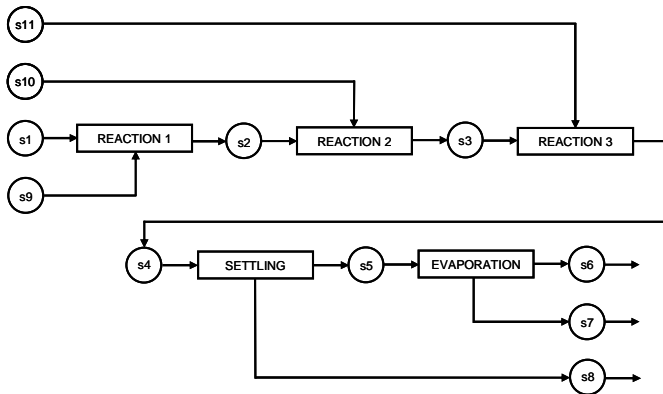 s11
s10
s1
REACTION 1
s2
REACTION 2
s3
REACTION 3
s9
s4
SETTLING
s5
EVAPORATION
s6
s7
s8